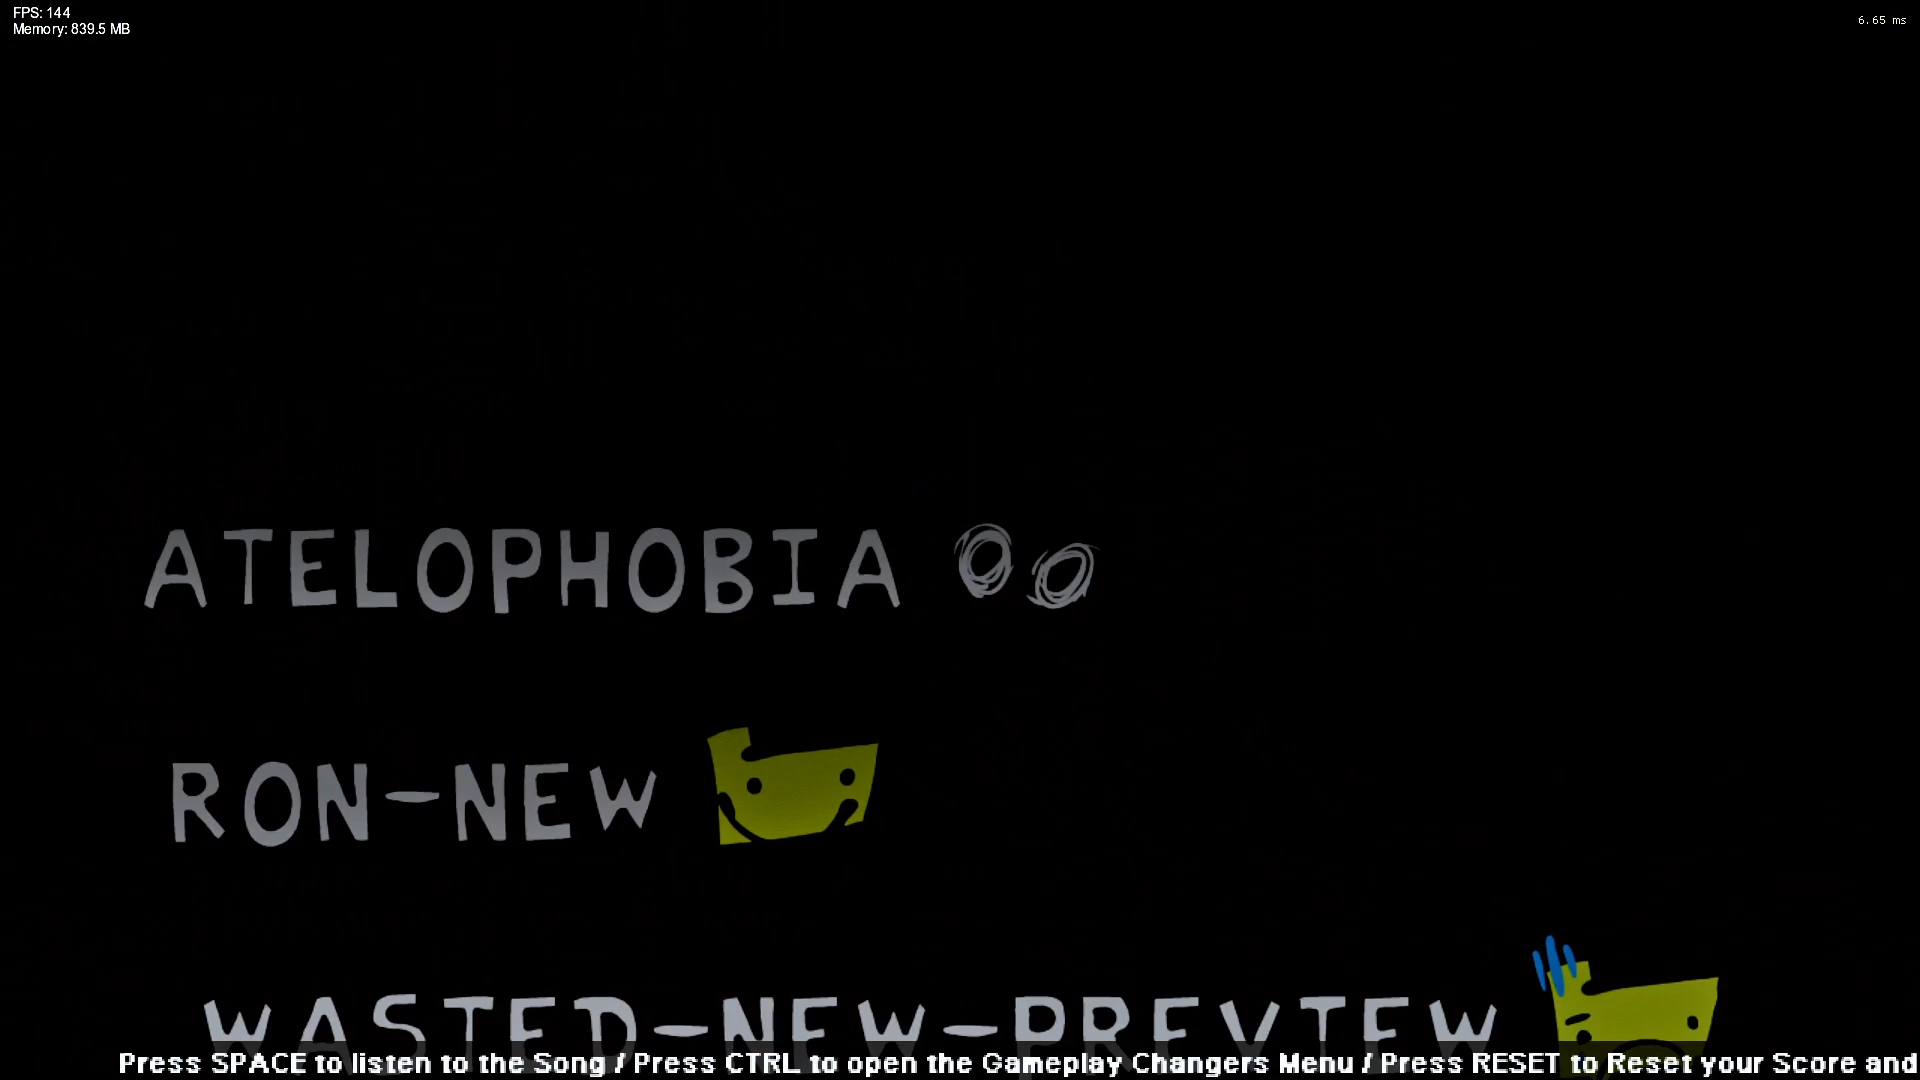 FPS: 144
Memory: 839.5 MB
6.65 ms
ATELOPHOBIA
RON-NEW
WASTED-NEW-PREVIEW
Press SPACE to listen to the Song / Press CTRL to open the Gameplay Changers Menu / Press RESET to Reset your Score and